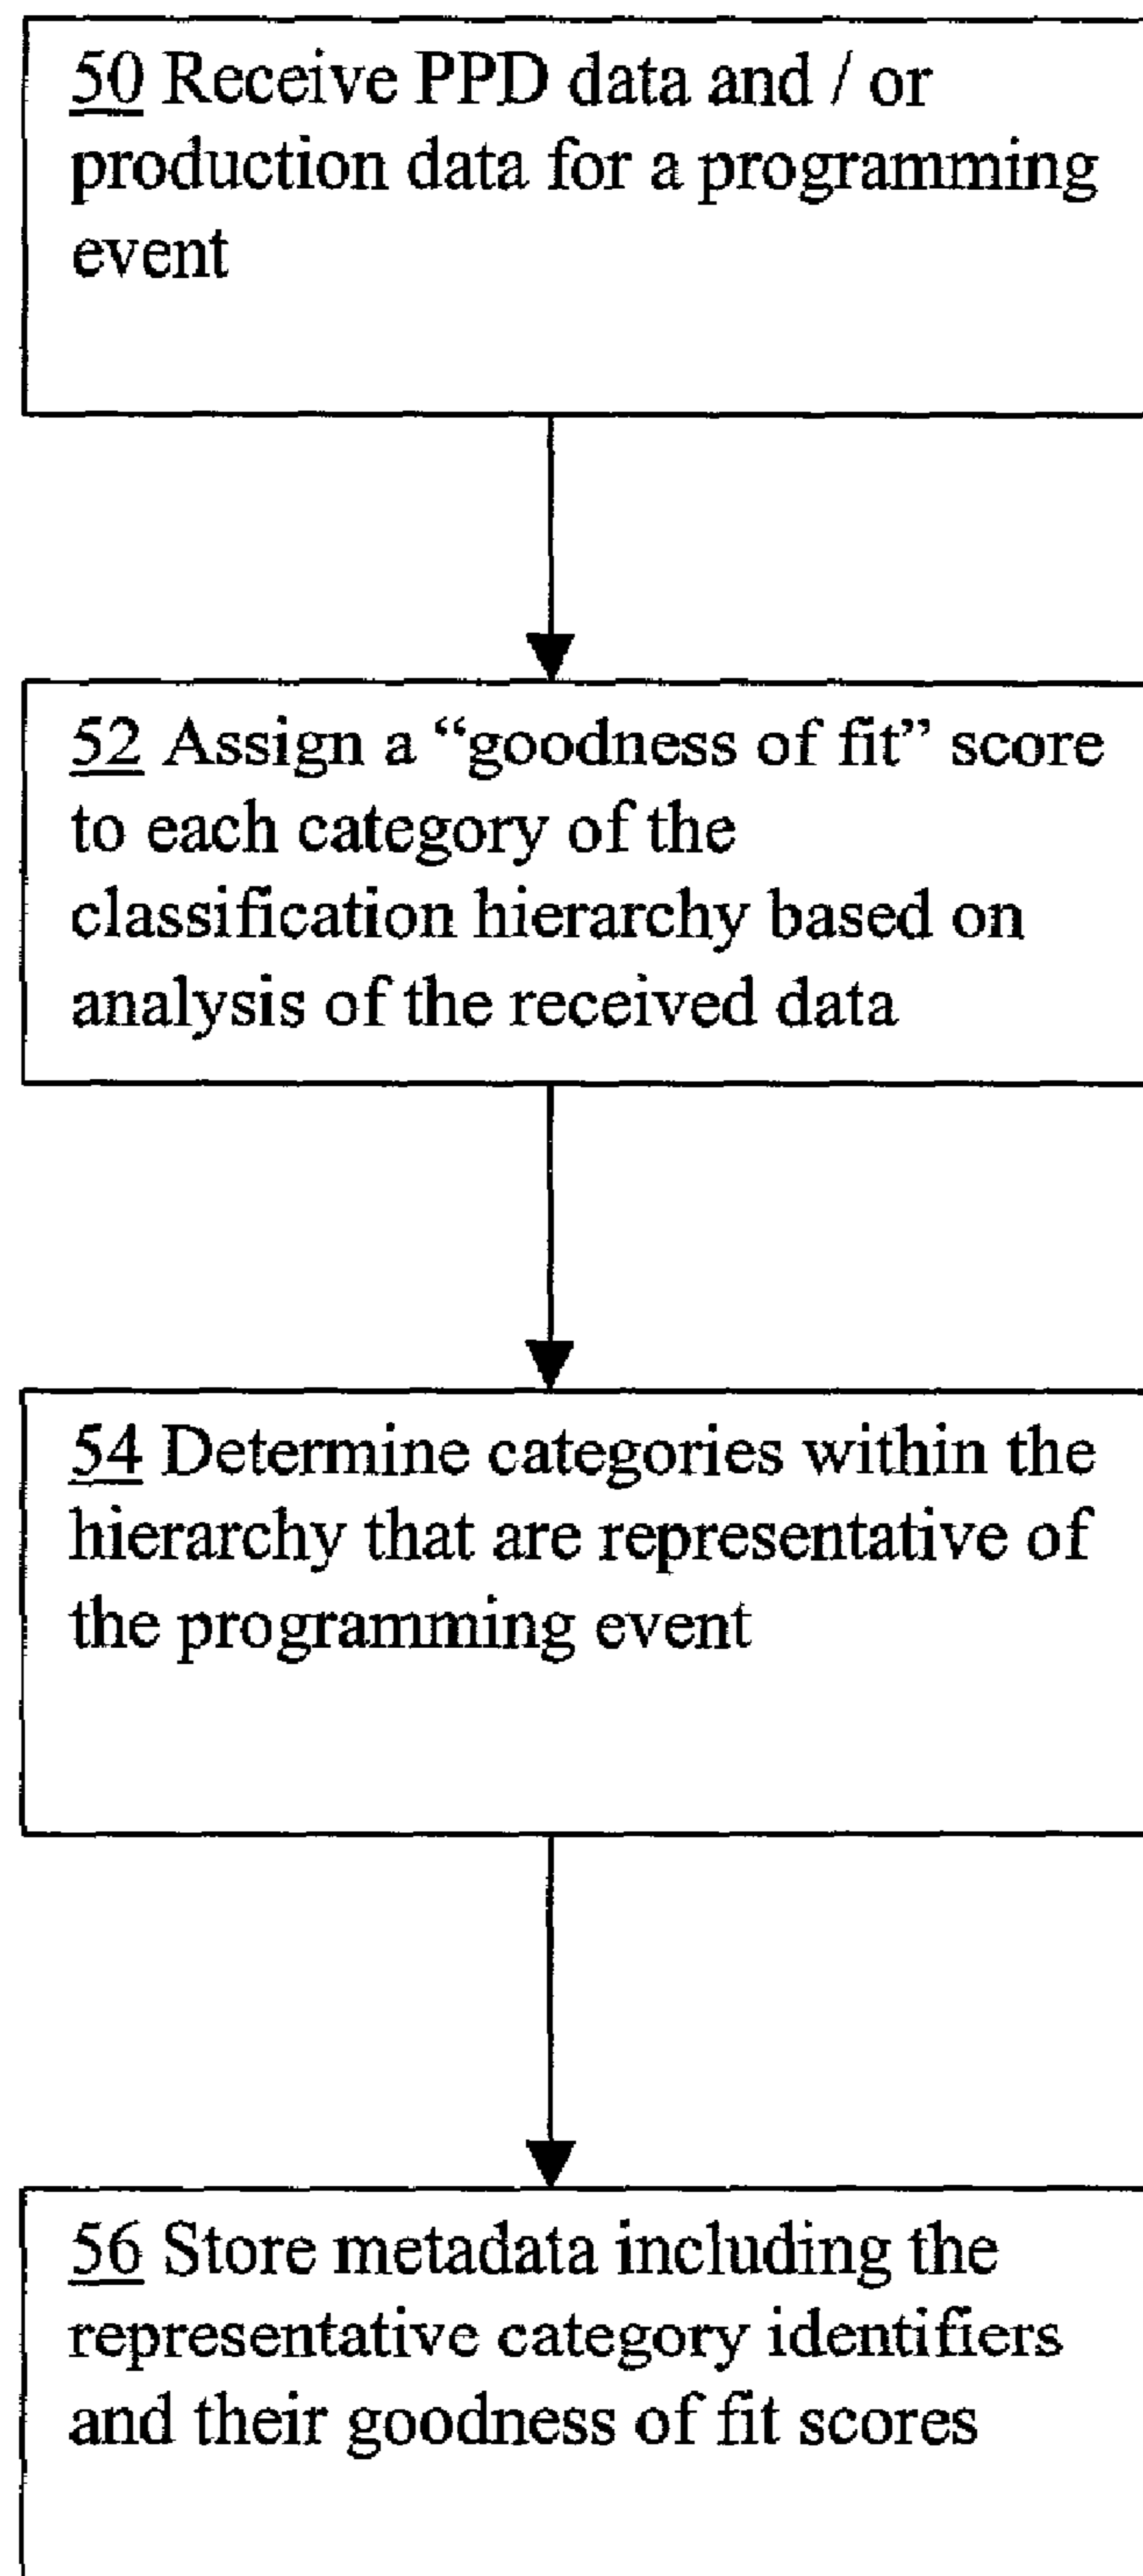 50 Receive PPD data and / or
production data for a programming
event
52 Assign a “goodness of fit” score
to each category of the
classification hierarchy based on
analysis of the received data
54 Determine categories within the
hierarchy that are representative of
the programming event
56 Store metadata including the
representative category identifiers
and their goodness of fit scores